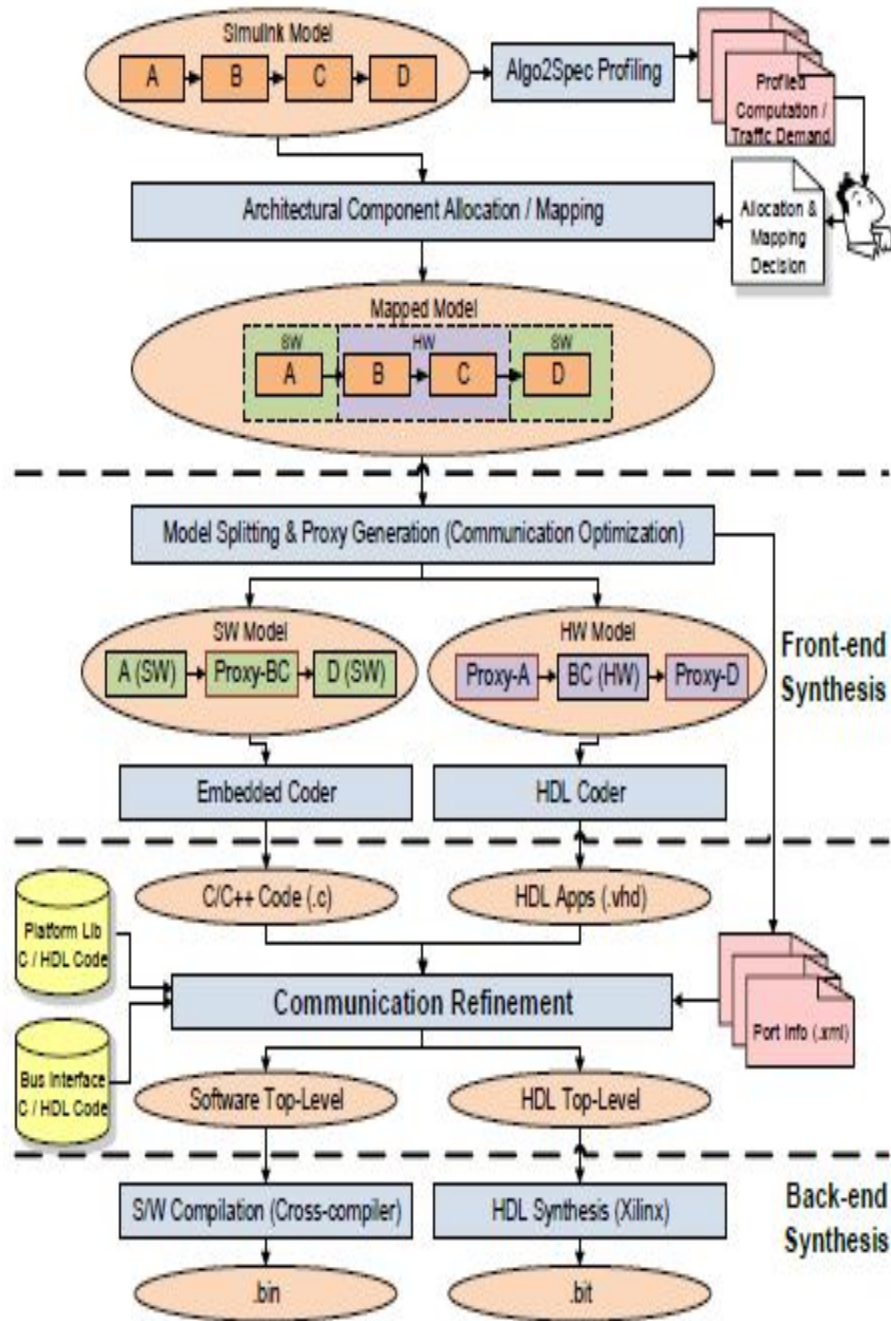 Simulink Model
A
B
C
D
Algo2Spec Profiling
Profiled
Computation /
Traffic Demand
Architectural Component Allocation / Mapping
Allocation &
Mapping
Decision
Mapped Model
SW
HW
SW
A
B
C
D
Model Splitting & Proxy Generation (Communication Optimization)
SW Model
A (SW)
Proxy-BC
D (SW)
HW Model
Proxy-A
BC (HW)
Proxy-D
Front-end
Synthesis
Embedded Coder
HDL Coder
C/C++ Code (.c)
HDL Apps (.vhd)
Platform Lib
C / HDL Code
Communication Refinement
Port Info (.xml)
Bus Interface
C / HDL Code
Software Top-Level
HDL Top-Level
S/W Compilation (Cross-compiler)
HDL Synthesis (Xilinx)
Back-end
Synthesis
.bin
.bit